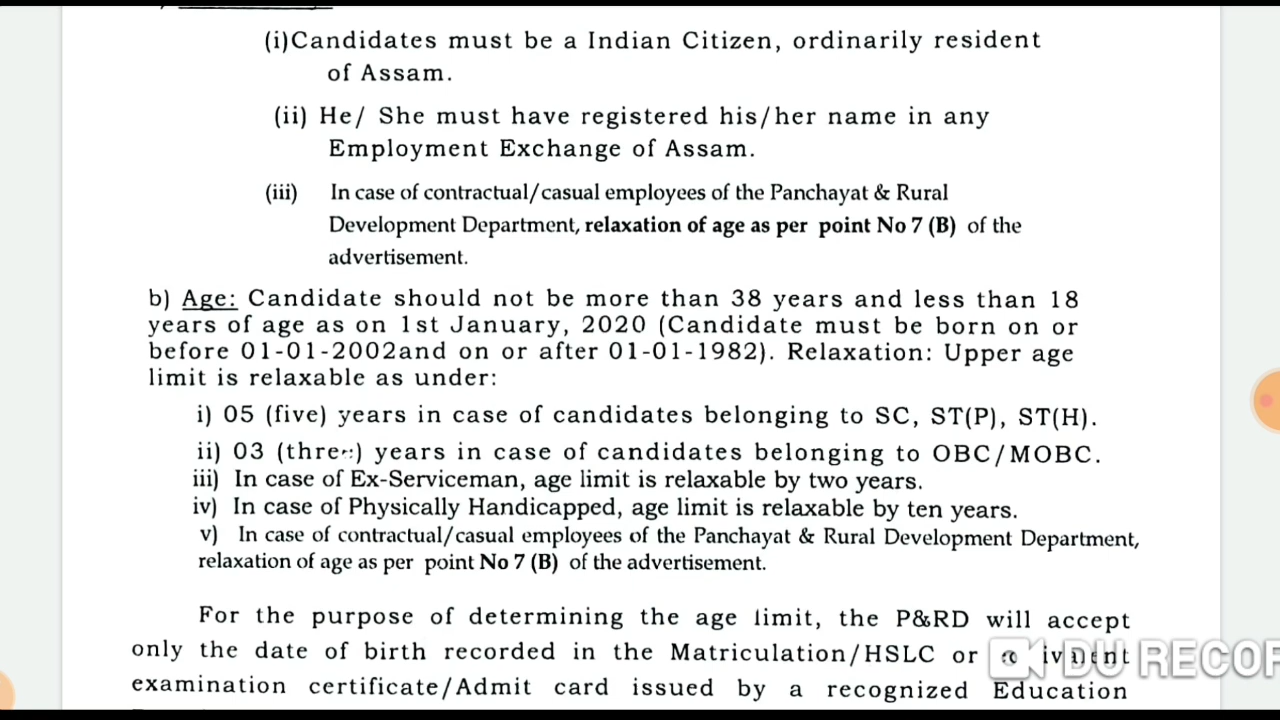 (i)Candidates must be a Indian Citizen, ordinarily resident
of Assam.
(ii) He/ She must have registered his/her name in any
Employment Exchange of Assam.
(iii) In case of contractual/casual employees of the Panchayat & Rural
Development Department, relaxation of age as per point No 7 (B) of the
advertisement.
b) Age: Candidate should not be more than 38 years and less than 18
years of age as on 1st January, 2020 (Candidate must be born on or
before 01-01-2002and on or after 01-01-1982). Relaxation: Upper age
limit is relaxable as under:
i) 05 (five) years in case of candidates belonging to SC, ST(P), ST(H).
ii) 03 (three) years in case of candidates belonging to OBC/MOBC.
iii) In case of Ex-Serviceman, age limit is relaxable by two years.
iv) In case of Physically Handicapped, age limit is relaxable by ten years.
v) In case of contractual/casual employees of the Panchayat & Rural Development Department,
relaxation of age as per point No 7 (B) of the advertisement.
For the purpose of determining the age limit, the P&RD will accept
only the date of birth recorded in the Matriculation/HSLC or
DU RECOR
examination certificate/Admit card issued by a recognized Education